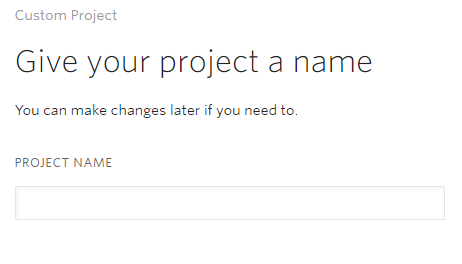 Custom Project
Give your project a name
You can make changes later if you need to.
PROJECT NAME